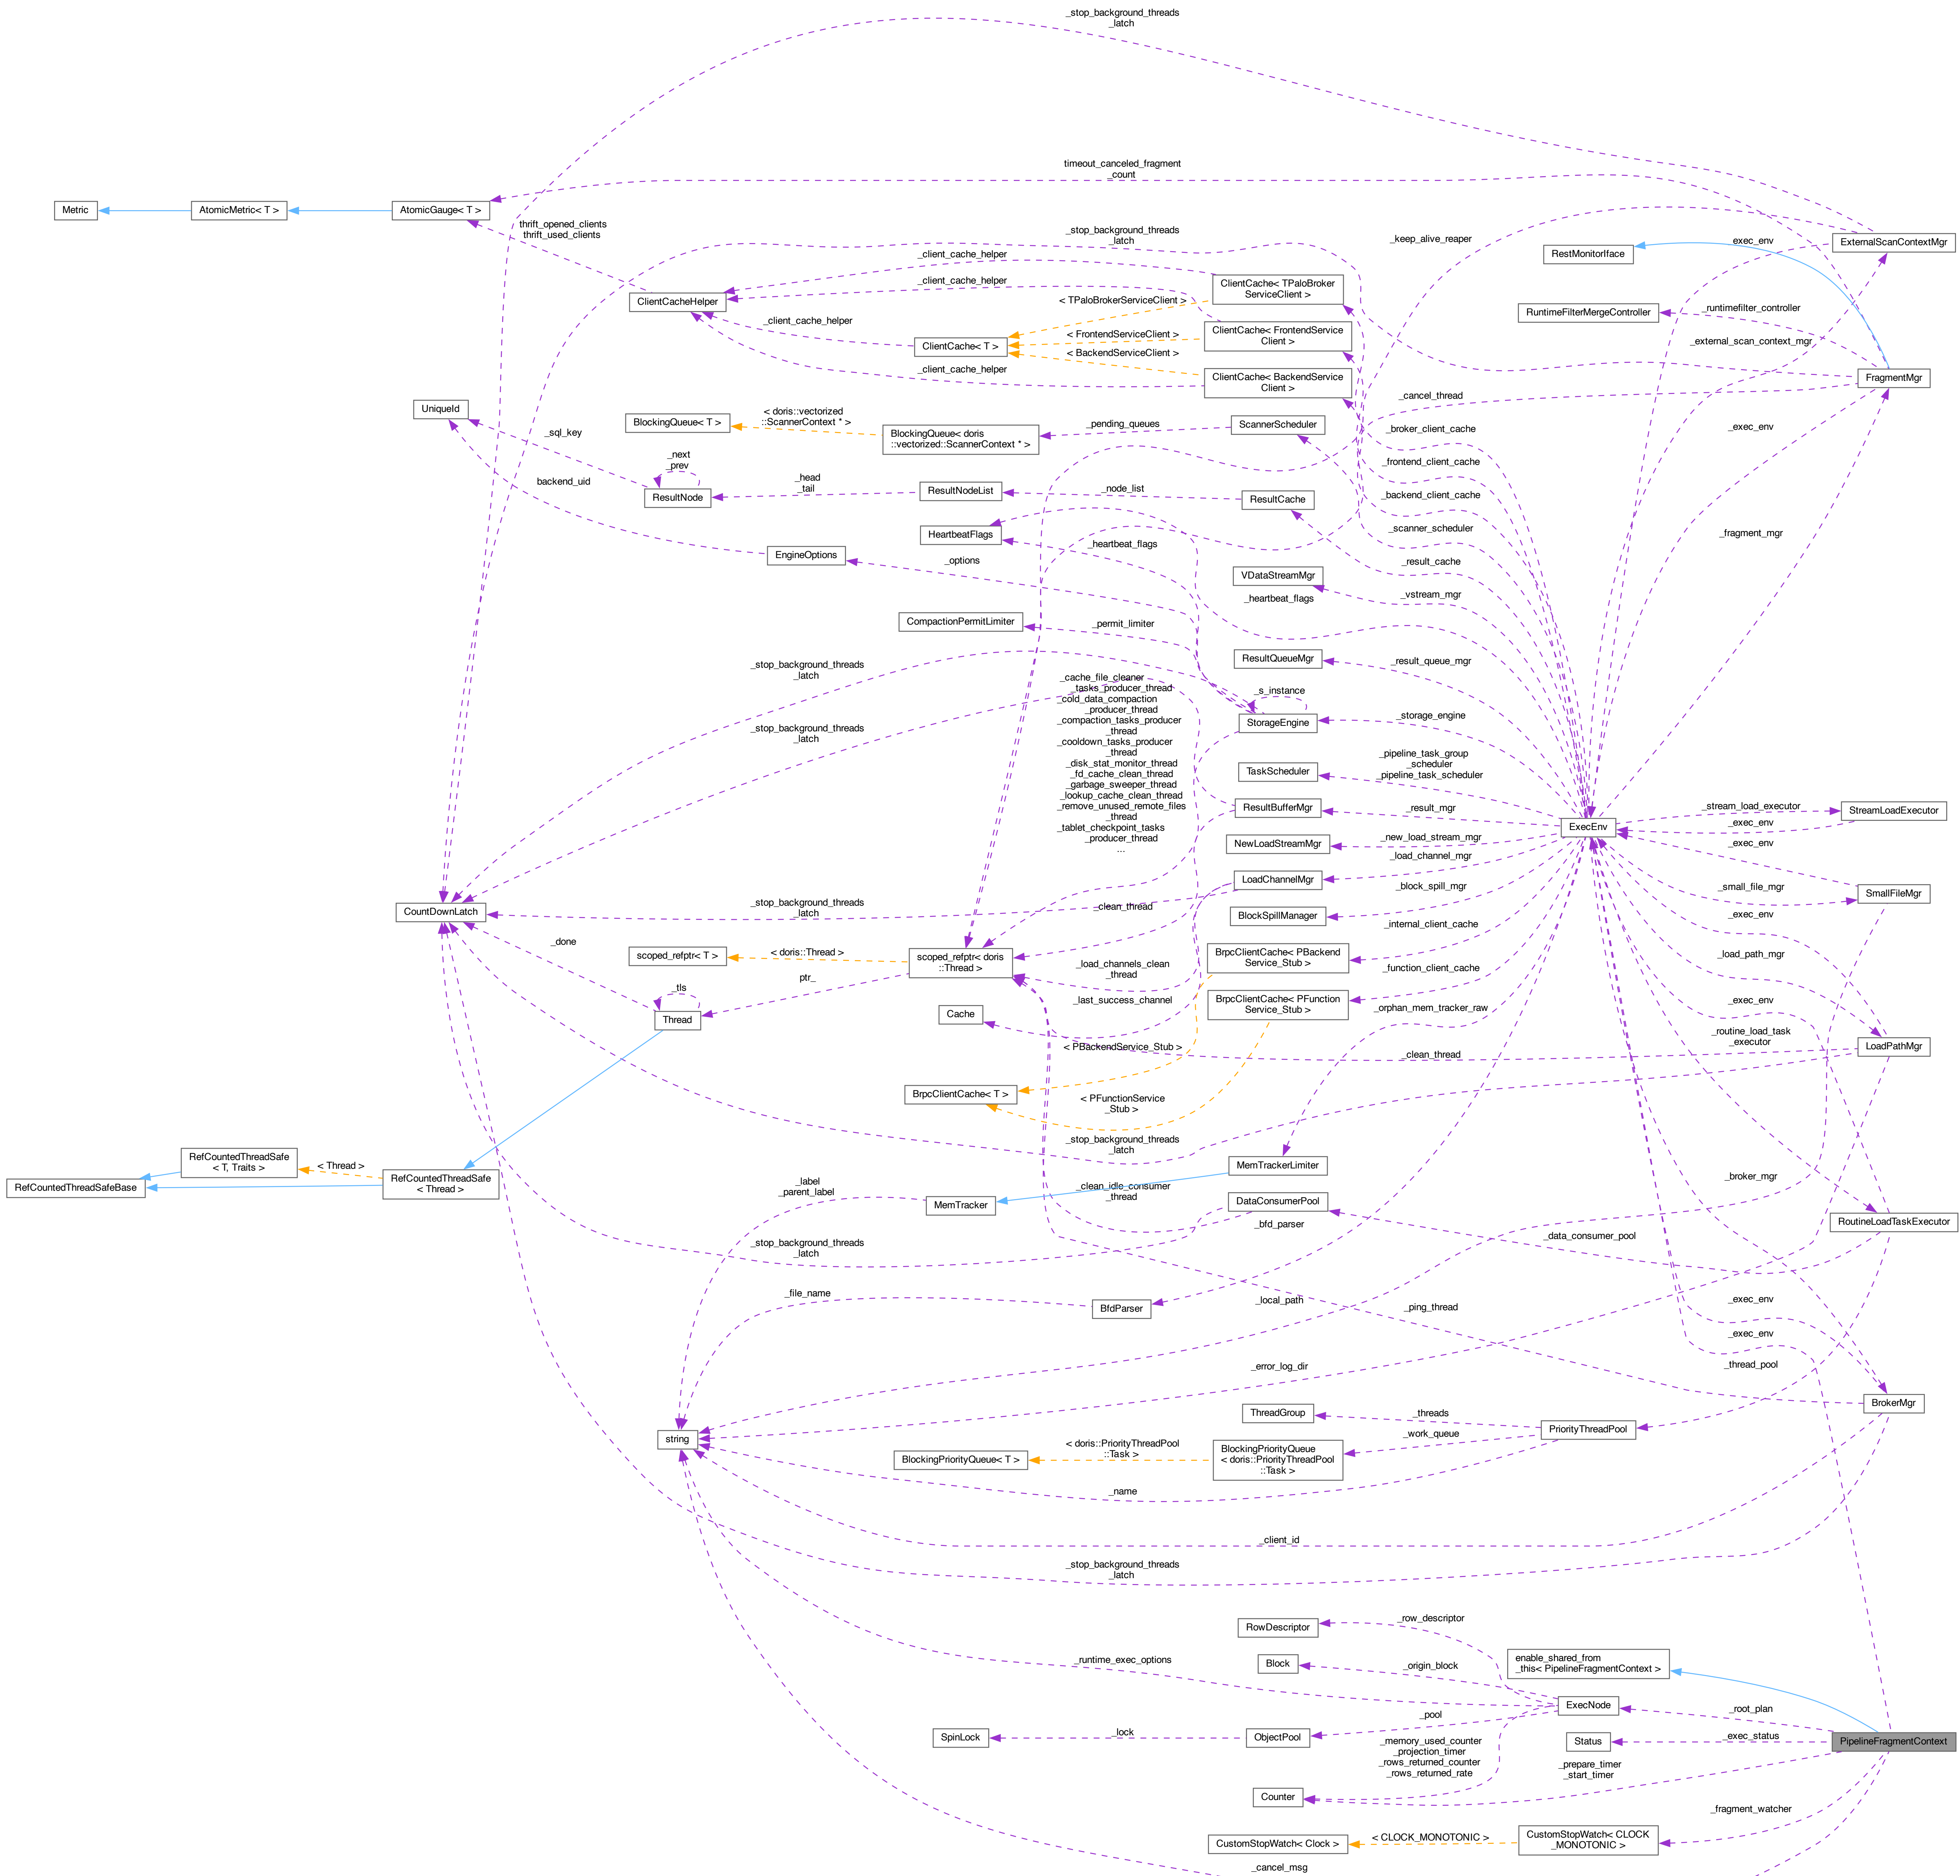 _stop_background_threads
_latch
timeout_canceled_fragment
_count
Metric
AtomicMetric< T >
AtomicGauge< T >
thrift_opened_clients
thrift_used_clients
_stop_background_threads
_latch
_keep_alive_reaper
_exec_env
ExternalScanContextMgr
RestMonitorIface
_client_cache_helper
ClientCache< TPaloBroker
ServiceClient >
_client_cache_helper
ClientCacheHelper
< TPaloBrokerServiceClient >
RuntimeFilterMergeController
_runtimefilter_controller
_client_cache_helper
ClientCache< T >
< FrontendServiceClient >
ClientCache< FrontendService
Client >
_external_scan_context_mgr
< BackendServiceClient >
_client_cache_helper
ClientCache< BackendService
Client >
FragmentMgr
_cancel_thread
UniqueId
BlockingQueue< T >
< doris::vectorized
::ScannerContext * >
BlockingQueue< doris
::vectorized::ScannerContext * >
_pending_queues
ScannerScheduler
_broker_client_cache
_exec_env
_sql_key
_next
_prev
_frontend_client_cache
backend_uid
ResultNode
_head
_tail
ResultNodeList
_node_list
ResultCache
_backend_client_cache
HeartbeatFlags
_heartbeat_flags
_scanner_scheduler
_fragment_mgr
EngineOptions
_options
_result_cache
VDataStreamMgr
_heartbeat_flags
_vstream_mgr
CompactionPermitLimiter
_permit_limiter
_stop_background_threads
_latch
ResultQueueMgr
_result_queue_mgr
_cache_file_cleaner
_tasks_producer_thread
_cold_data_compaction
_producer_thread
_compaction_tasks_producer
_thread
_cooldown_tasks_producer
_thread
_disk_stat_monitor_thread
_fd_cache_clean_thread
_garbage_sweeper_thread
_lookup_cache_clean_thread
_remove_unused_remote_files
_thread
_tablet_checkpoint_tasks
_producer_thread
...
_s_instance
StorageEngine
_storage_engine
_stop_background_threads
_latch
TaskScheduler
_pipeline_task_group
_scheduler
_pipeline_task_scheduler
ResultBufferMgr
_result_mgr
ExecEnv
_stream_load_executor
StreamLoadExecutor
_exec_env
NewLoadStreamMgr
_new_load_stream_mgr
_exec_env
LoadChannelMgr
_load_channel_mgr
_small_file_mgr
SmallFileMgr
CountDownLatch
_stop_background_threads
_latch
_clean_thread
BlockSpillManager
_block_spill_mgr
_exec_env
_internal_client_cache
_done
scoped_refptr< T >
< doris::Thread >
scoped_refptr< doris
::Thread >
BrpcClientCache< PBackend
Service_Stub >
_load_path_mgr
ptr_
_load_channels_clean
_thread
_function_client_cache
_tls
Thread
Cache
_last_success_channel
BrpcClientCache< PFunction
Service_Stub >
_orphan_mem_tracker_raw
_exec_env
_routine_load_task
_executor
< PBackendService_Stub >
_clean_thread
LoadPathMgr
BrpcClientCache< T >
< PFunctionService
_Stub >
_stop_background_threads
_latch
RefCountedThreadSafe
< T, Traits >
< Thread >
RefCountedThreadSafe
< Thread >
RefCountedThreadSafeBase
MemTrackerLimiter
_label
_parent_label
MemTracker
_clean_idle_consumer
_thread
DataConsumerPool
_broker_mgr
RoutineLoadTaskExecutor
_bfd_parser
_data_consumer_pool
_stop_background_threads
_latch
_file_name
BfdParser
_local_path
_ping_thread
_exec_env
_exec_env
_error_log_dir
_thread_pool
BrokerMgr
ThreadGroup
_threads
PriorityThreadPool
string
BlockingPriorityQueue< T >
< doris::PriorityThreadPool
::Task >
BlockingPriorityQueue
< doris::PriorityThreadPool
::Task >
_work_queue
_name
_client_id
_stop_background_threads
_latch
RowDescriptor
_row_descriptor
_runtime_exec_options
Block
_origin_block
enable_shared_from
_this< PipelineFragmentContext >
ExecNode
_root_plan
SpinLock
_lock
ObjectPool
_pool
Status
_exec_status
PipelineFragmentContext
_memory_used_counter
_projection_timer
_rows_returned_counter
_rows_returned_rate
_prepare_timer
_start_timer
Counter
_fragment_watcher
CustomStopWatch< Clock >
< CLOCK_MONOTONIC >
CustomStopWatch< CLOCK
_MONOTONIC >
_cancel_msg